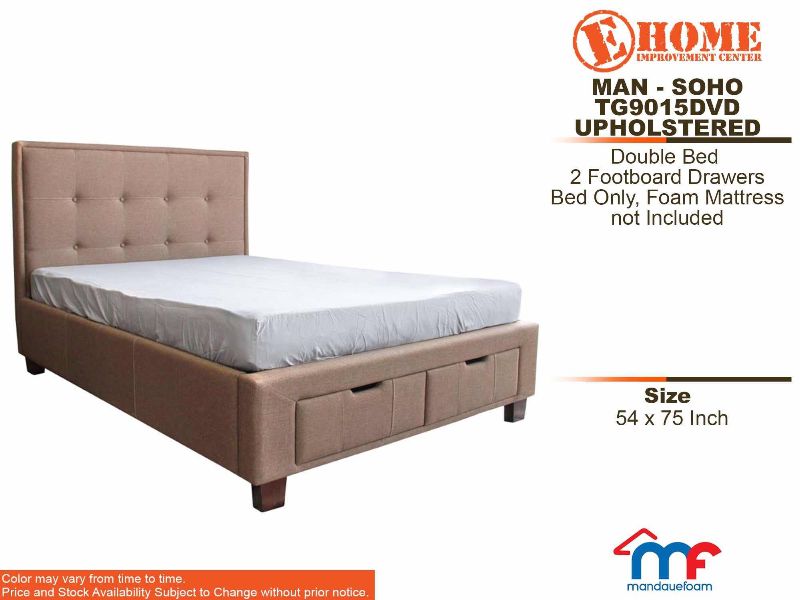 E HOME
IMPROVEMENT CENTER
MAN - SOHO
TG9015DVD
UPHOLSTERED
Double Bed
2 Footboard Drawers
Bed Only, Foam Mattress
not Included
Size
54 x 75 Inch
mf
mandauefoam
Color may vary from time to time.
Price and Stock Availability Subject to Change without prior notice.